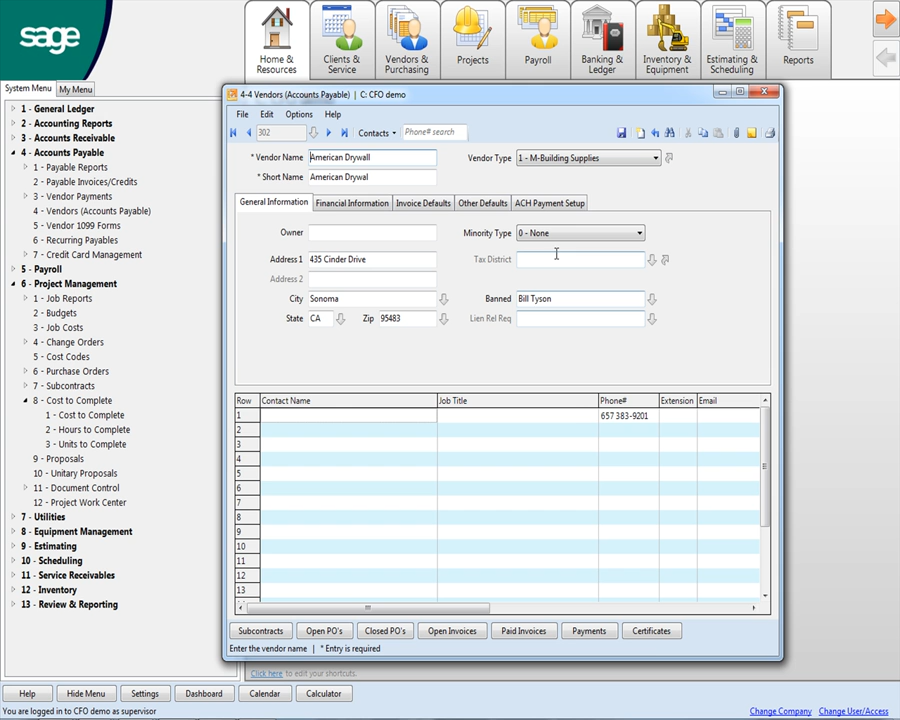 sage
Home & Resources
Clients & Service
Vendors & Purchasing
Projects
Payroll
Banking & Ledger
Inventory & Equipment
Estimating & Scheduling
Reports
System Menu My Menu
1 - General Ledger
2 - Accounting Reports
3 - Accounts Receivable
4 - Accounts Payable
1 - Payable Reports
2 - Payable Invoices/Credits
3 - Vendor Payments
4 - Vendors (Accounts Payable)
5 - Vendor 1099 Forms
6 - Recurring Payables
7 - Credit Card Management
5 - Payroll
6 - Project Management
1 - Job Reports
2 - Budgets
3 - Job Costs
4 - Change Orders
5 - Cost Codes
6 - Purchase Orders
7 - Subcontracts
8 - Cost to Complete
1 - Cost to Complete
2 - Hours to Complete
3 - Units to Complete
9 - Proposals
10 - Unitary Proposals
11 - Document Control
12 - Project Work Center
7 - Utilities
8 - Equipment Management
9 - Estimating
10 - Scheduling
11 - Service Receivables
12 - Inventory
13 - Review & Reporting
4-4 Vendors (Accounts Payable) | C: CFO demo
File Edit Options Help
302 Contacts Phone# search
* Vendor Name American Drywall Vendor Type 1 - M-Building Supplies
* Short Name American Drywal
General Information Financial Information Invoice Defaults Other Defaults ACH Payment Setup
Owner Minority Type 0 - None
Address 1 435 Cinder Drive Tax District
Address 2
City Sonoma Banned Bill Tyson
State CA Zip 95483 Lien Rel Req
Row Contact Name Job Title Phone# Extension Email
1 657 383-9201
2
3
4
5
6
7
8
9
10
11
12
13
Subcontracts Open PO's Closed PO's Open Invoices Paid Invoices Payments Certificates
Enter the vendor name | * Entry is required
Click here to edit your shortcuts.
Help Hide Menu Settings Dashboard Calendar Calculator
You are logged in to CFO demo as supervisor Change Company Change User/Access